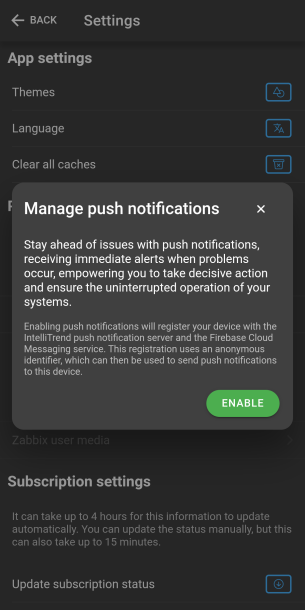 BACK Settings
App settings
Themes
Language
Clear all caches
Manage push notifications
Stay ahead of issues with push notifications,
receiving immediate alerts when problems
occur, empowering you to take decisive action
and ensure the uninterrupted operation of your
systems.
Enabling push notifications will register your device with the
IntelliTrend push notification server and the Firebase Cloud
Messaging service. This registration uses an anonymous
identifier, which can then be used to send push notifications
to this device.
ENABLE
Zabbix user media
Subscription settings
It can take up to 4 hours for this information to update
automatically. You can update the status manually, but this
can also take up to 15 minutes.
Update subscription status